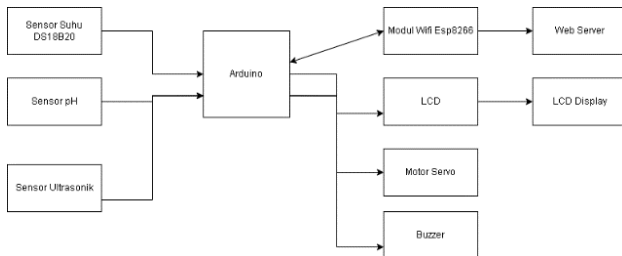 Sensor Suhu
DS18B20
Sensor pH
Sensor Ultrasonik
Arduino
Modul Wifi Esp8266
Web Server
LCD
LCD Display
Motor Servo
Buzzer